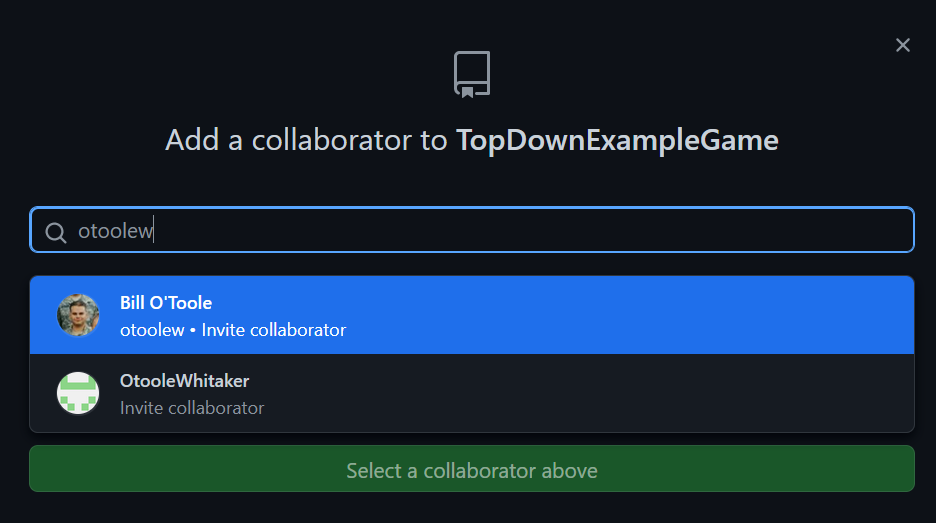 Add a collaborator to TopDownExampleGame
otoolew
Bill O'Toole
otoolew • Invite collaborator
OtooleWhitaker
Invite collaborator
Select a collaborator above